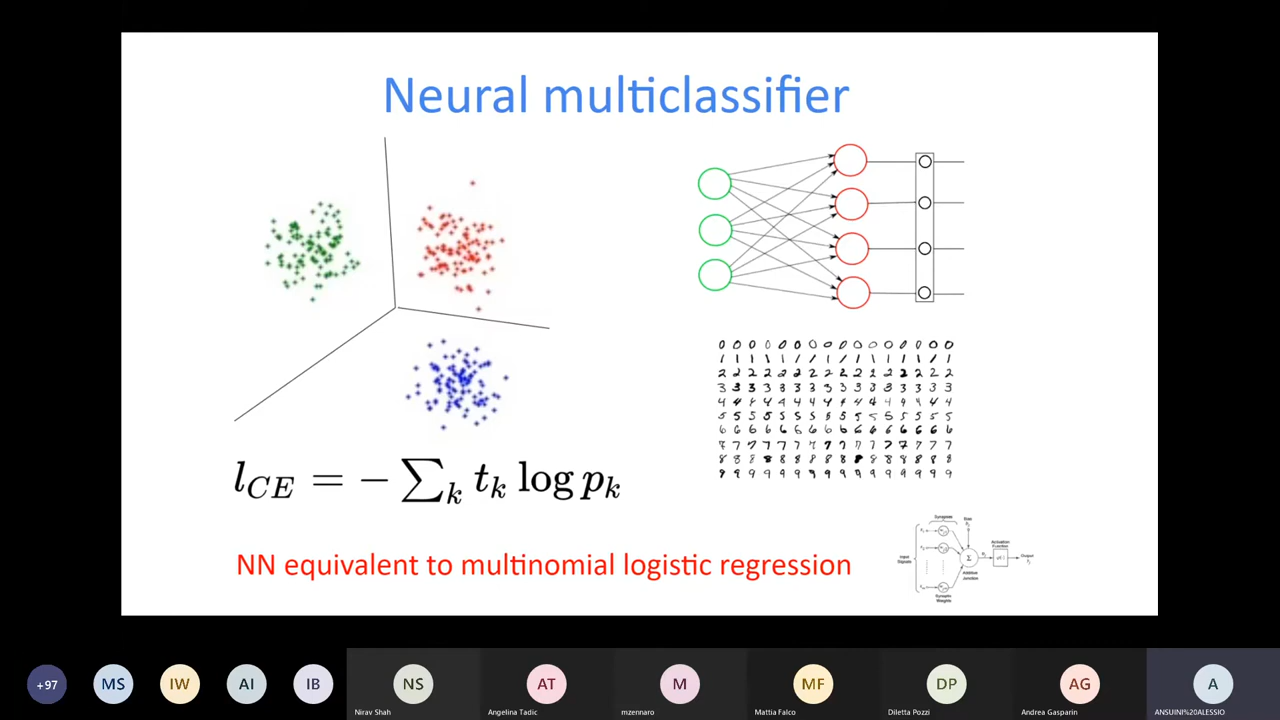 Neural multiclassifier
l_{CE} = - \sum_k t_k \log p_k
NN equivalent to multinomial logistic regression
0 0 0 0 0 0 0 0 0 0 0 0 0 0 0 0
1 1 1 1 1 1 1 1 1 1 1 1 1 1 1 1
2 2 2 2 2 2 2 2 2 2 2 2 2 2 2 2
3 3 3 3 3 3 3 3 3 3 3 3 3 3 3 3
4 4 4 4 4 4 4 4 4 4 4 4 4 4 4 4
5 5 5 5 5 5 5 5 5 5 5 5 5 5 5 5
6 6 6 6 6 6 6 6 6 6 6 6 6 6 6 6
7 7 7 7 7 7 7 7 7 7 7 7 7 7 7 7
8 8 8 8 8 8 8 8 8 8 8 8 8 8 8 8
9 9 9 9 9 9 9 9 9 9 9 9 9 9 9 9
Input
Signals
Synaptic
Weights
Σ
Activation
Function
Output
+97
MS
IW
AI
IB
NS
Nirav Shah
AT
Angelina Tadic
M
mzennaro
MF
Mattia Falco
DP
Diletta Pozzi
AG
Andrea Gasparin
A
ANSUINI%20ALESSIO